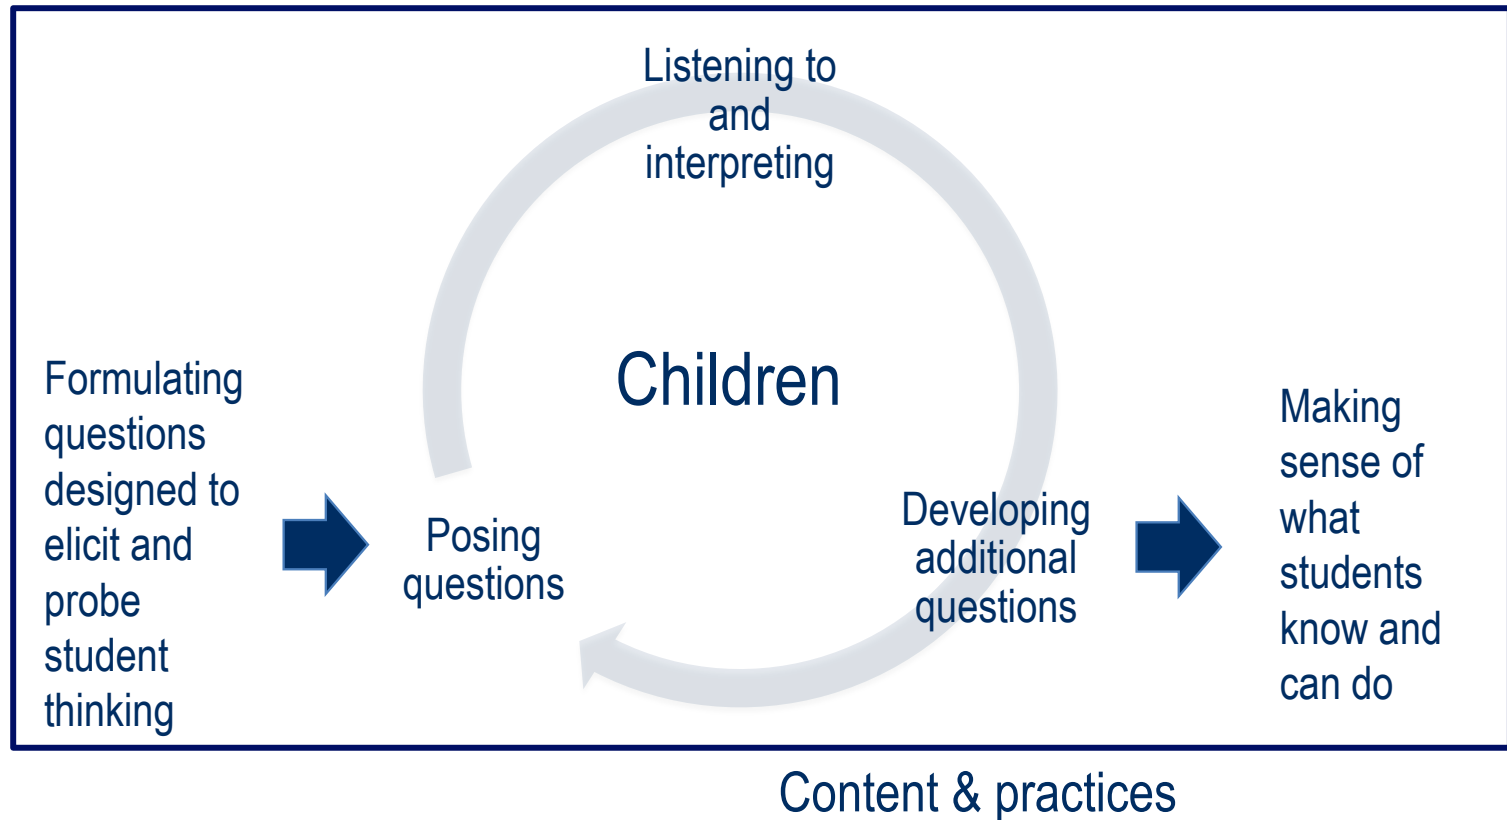 Listening to
and
interpreting
Children
Formulating
questions
designed to
elicit and
probe
student
thinking
Posing
questions
Developing
additional
questions
Making
sense of
what
students
know and
can do
Content & practices